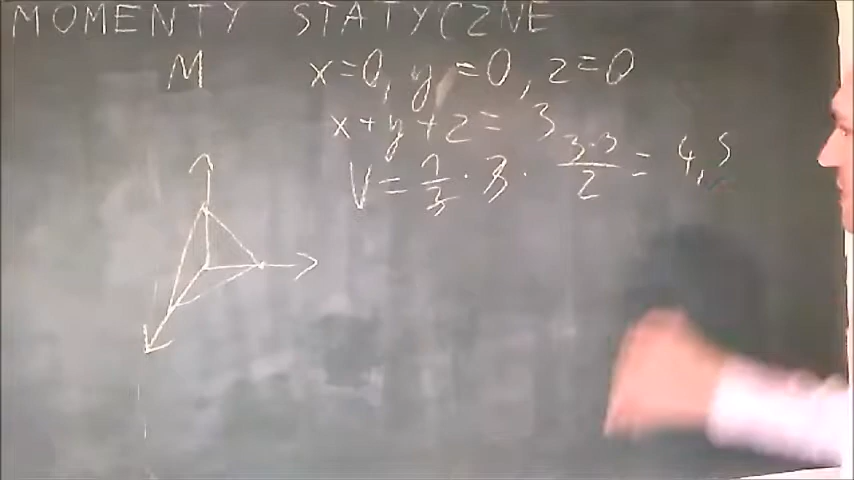 MOMENTY STATYCZNE
M x=0, y=0, z=0
x+y+z=3
V = 1/3 · 3 · 3·3/2 = 4,5